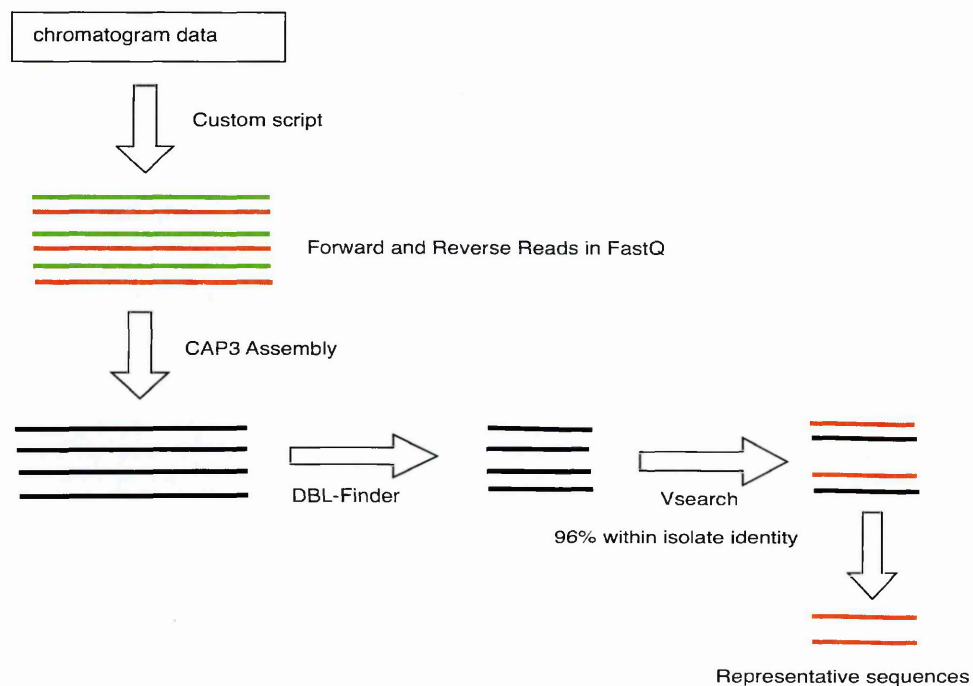 chromatogram data
Custom script
Forward and Reverse Reads in FastQ
CAP3 Assembly
DBL-Finder
Vsearch
96% within isolate identity
Representative sequences